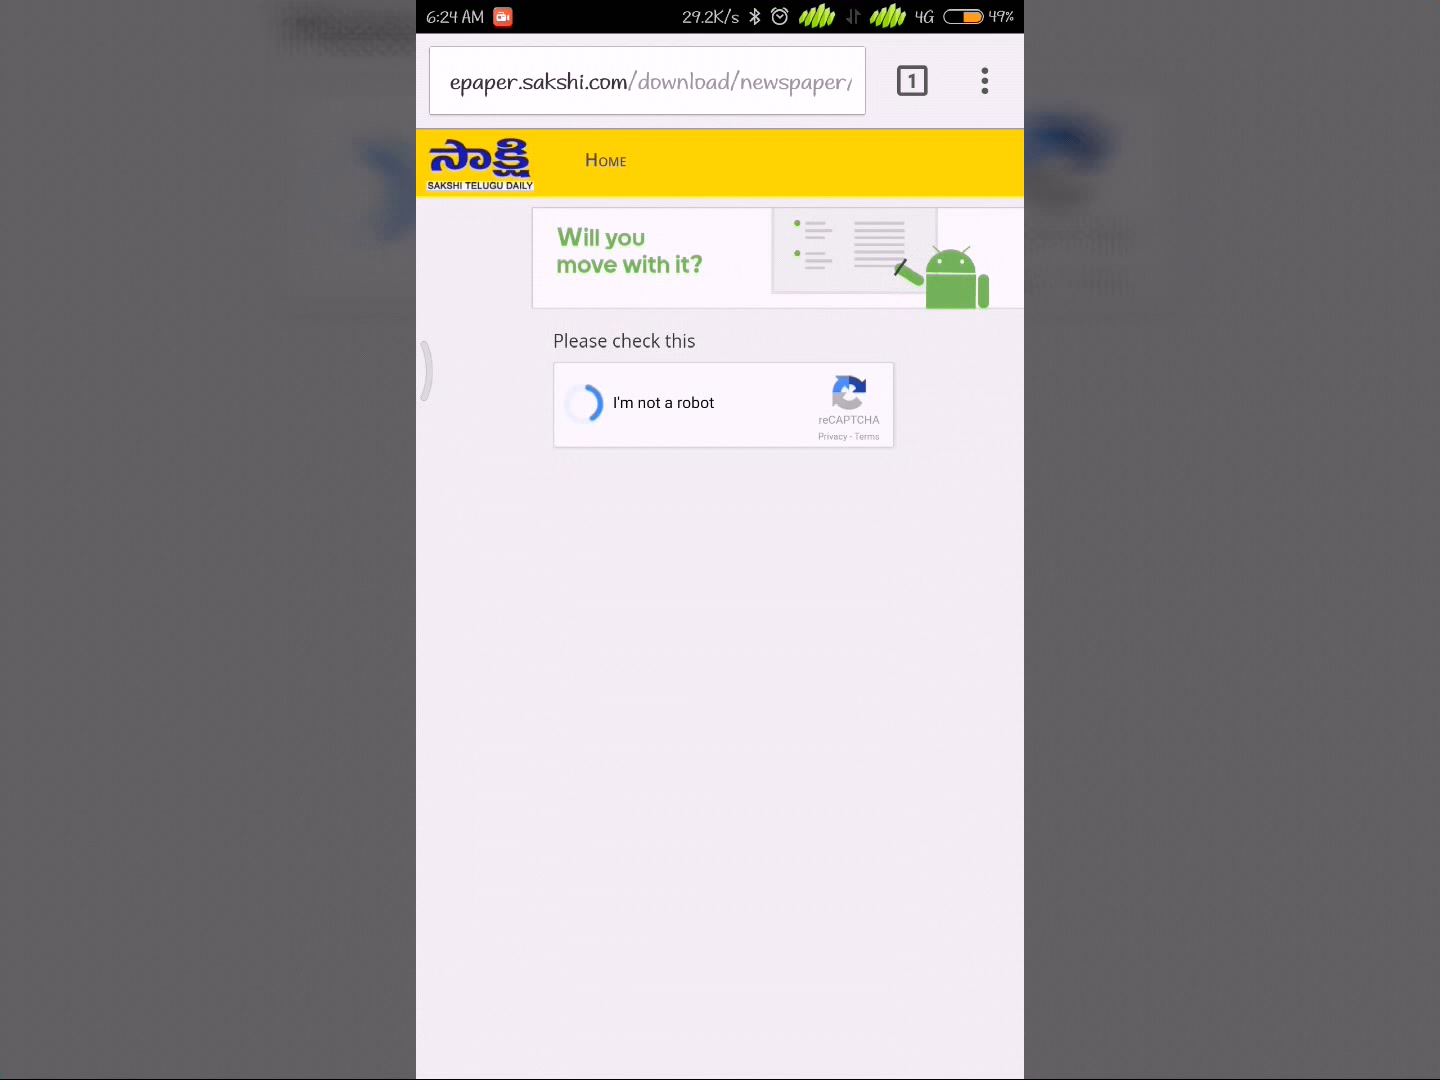 6:24 AM 29.2K/s 4G 49%
epaper.sakshi.com/download/newspaper/
1
సాక్షి
SAKSHI TELUGU DAILY
Home
Will you
move with it?
Please check this
I'm not a robot
reCAPTCHA
Privacy - Terms